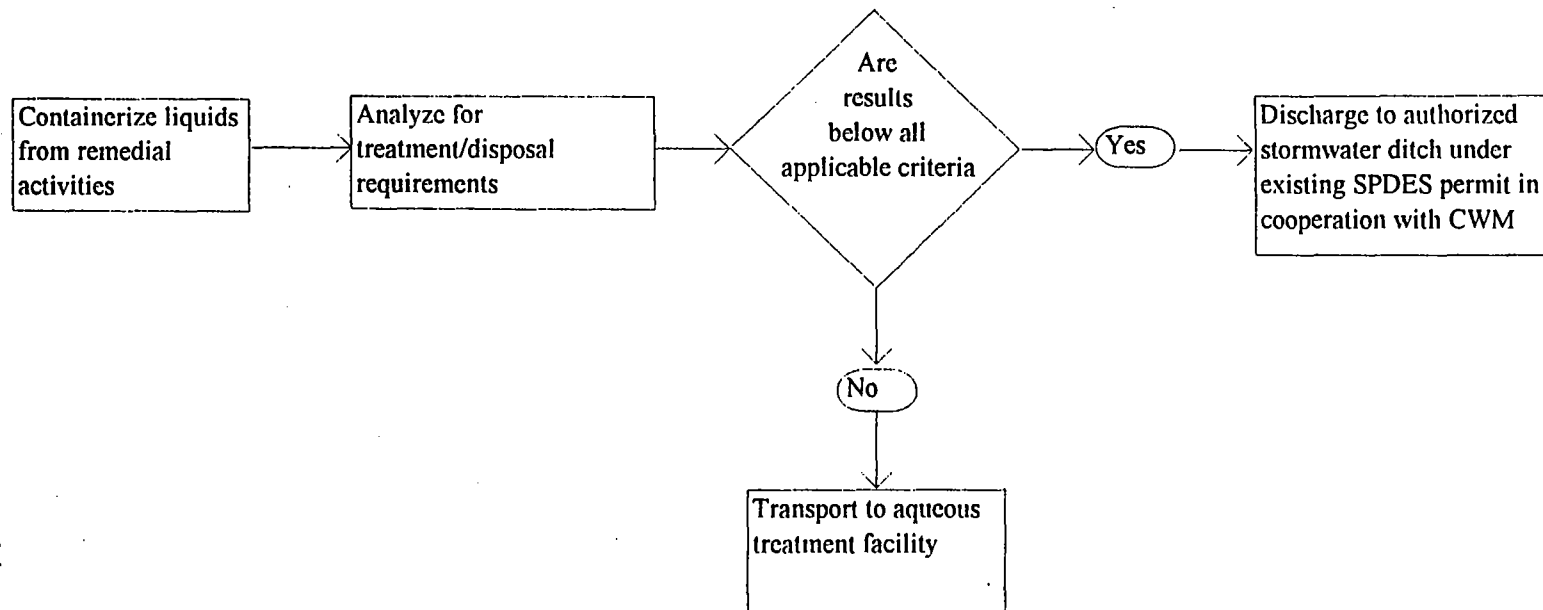 Containerize liquids
from remedial
activities
Analyze for
treatment/disposal
requirements
Are
results
below all
applicable criteria
Yes
Discharge to authorized
stormwater ditch under
existing SPDES permit in
cooperation with CWM
No
Transport to aqueous
treatment facility